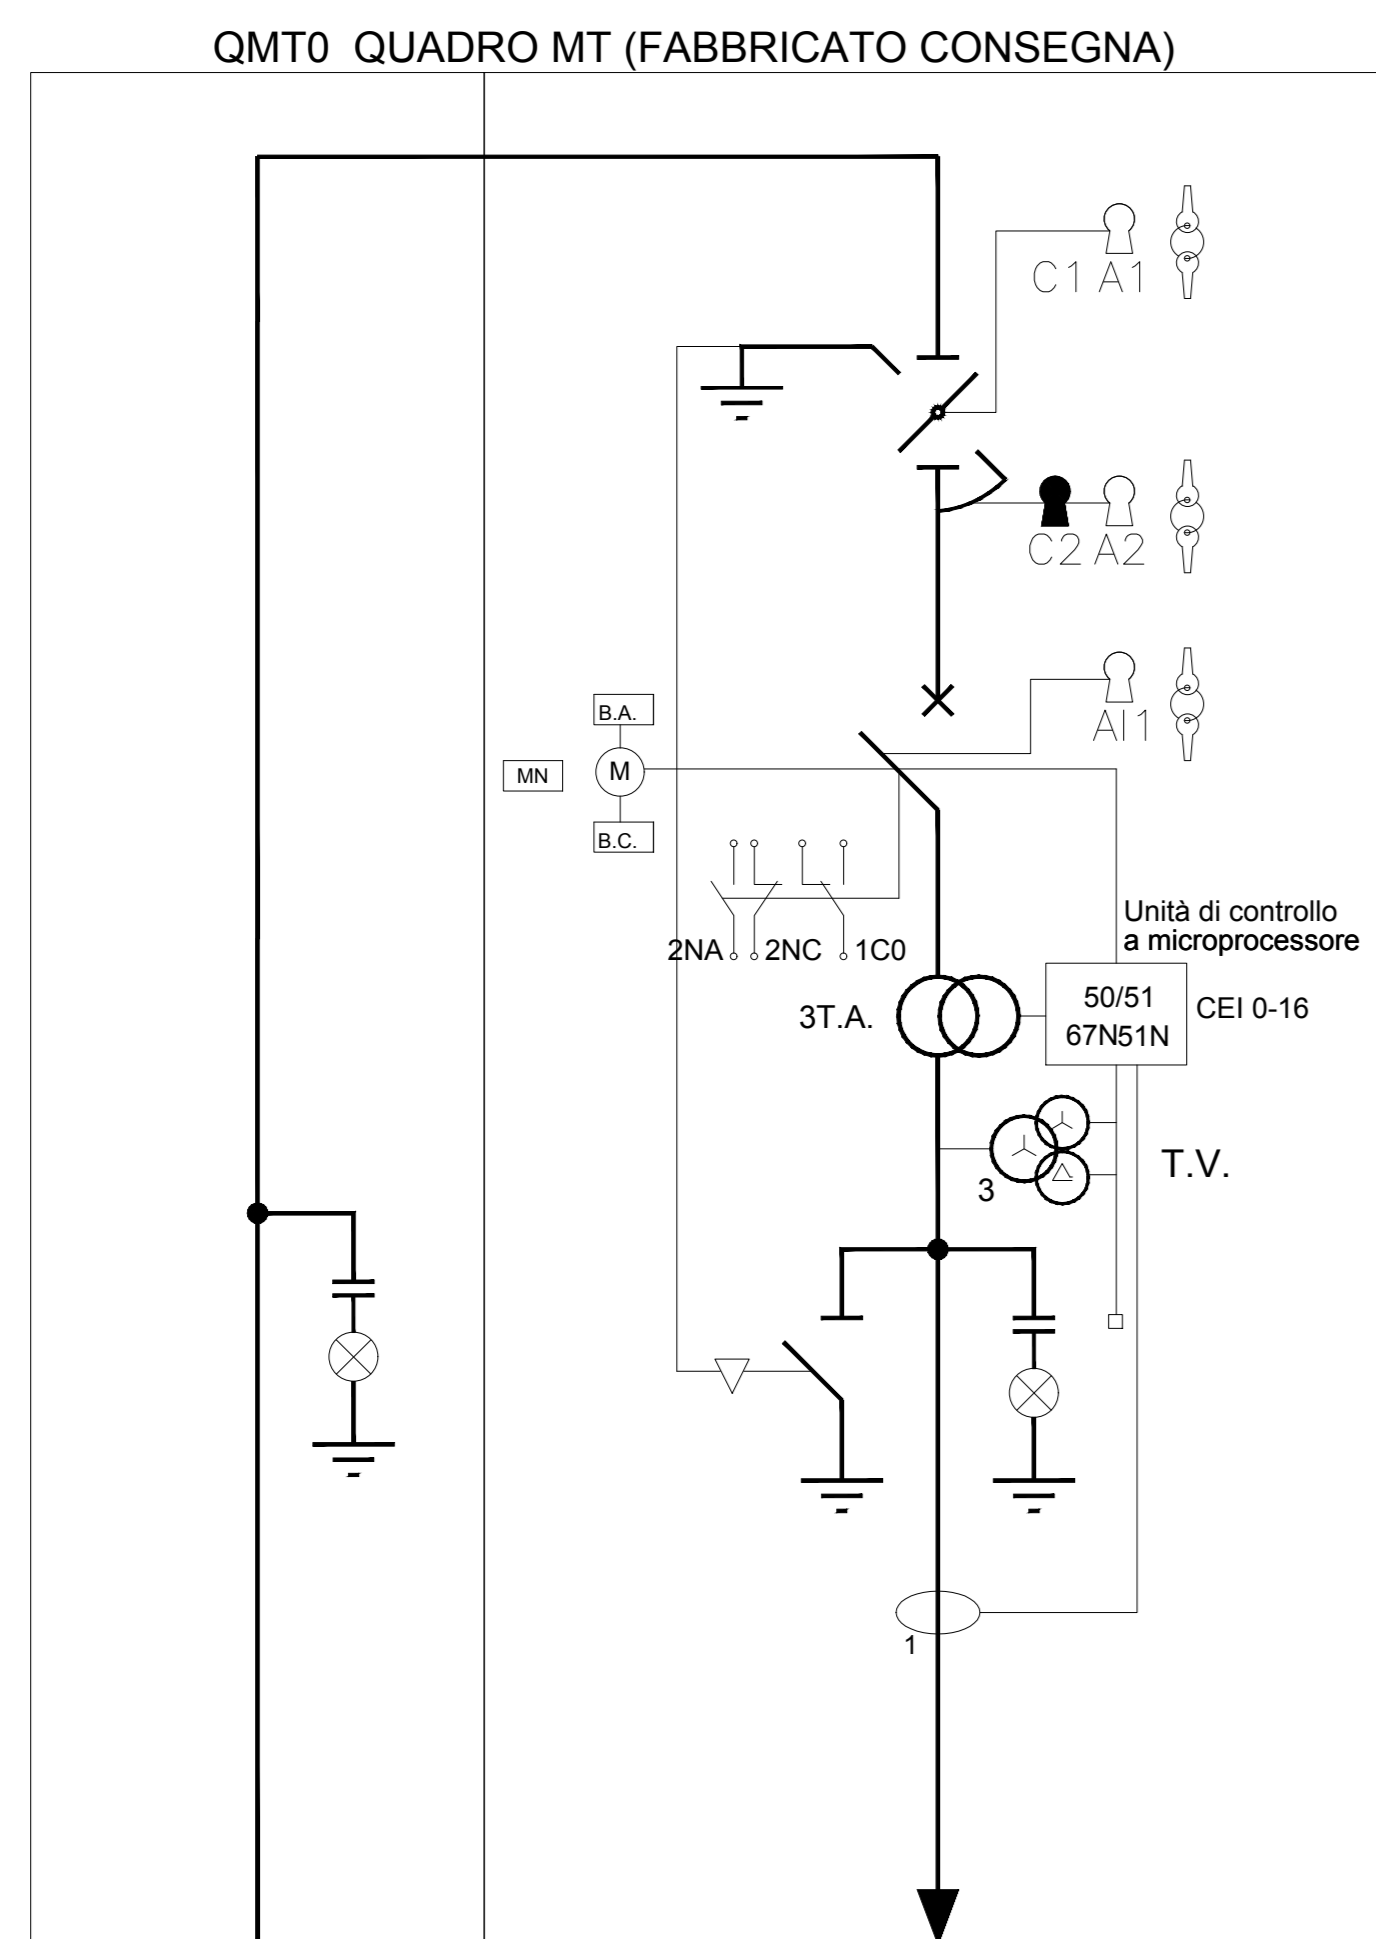 QMT0 QUADRO MT (FABBRICATO CONSEGNA)
C1 A1
C2 A2
AI1
B.A.
MN
M
B.C.
2NA 2NC 1C0
Unità di controllo
a microprocessore
3T.A.
50/51
67N51N
CEI 0-16
T.V.
3
1